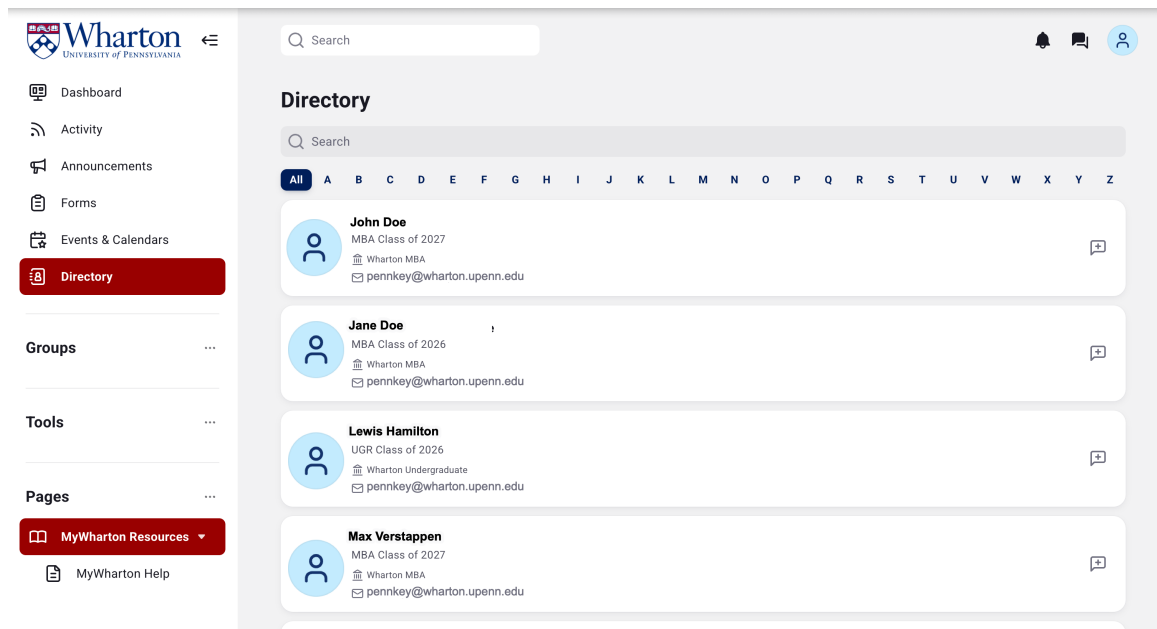 Wharton
UNIVERSITY of PENNSYLVANIA
Search
Dashboard
Activity
Announcements
Forms
Events & Calendars
Directory
Groups
Tools
Pages
MyWharton Resources
MyWharton Help
Directory
Search
All A B C D E F G H I J K L M N O P Q R S T U V W X Y Z
John Doe
MBA Class of 2027
Wharton MBA
pennkey@wharton.upenn.edu
Jane Doe
MBA Class of 2026
Wharton MBA
pennkey@wharton.upenn.edu
Lewis Hamilton
UGR Class of 2026
Wharton Undergraduate
pennkey@wharton.upenn.edu
Max Verstappen
MBA Class of 2027
Wharton MBA
pennkey@wharton.upenn.edu